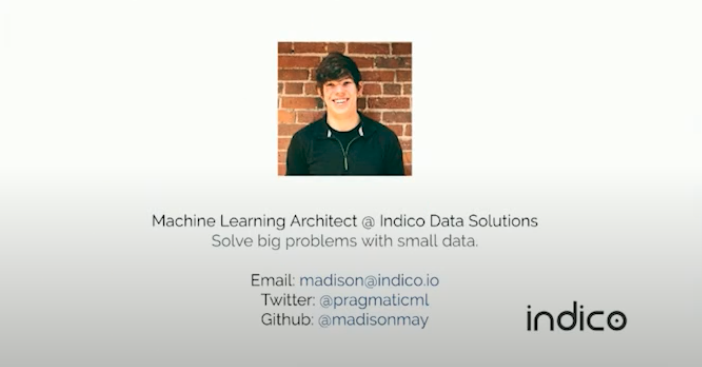 Machine Learning Architect @ Indico Data Solutions
Solve big problems with small data.
Email: madison@indico.io
Twitter: @pragmaticml
Github: @madisonmay
indico